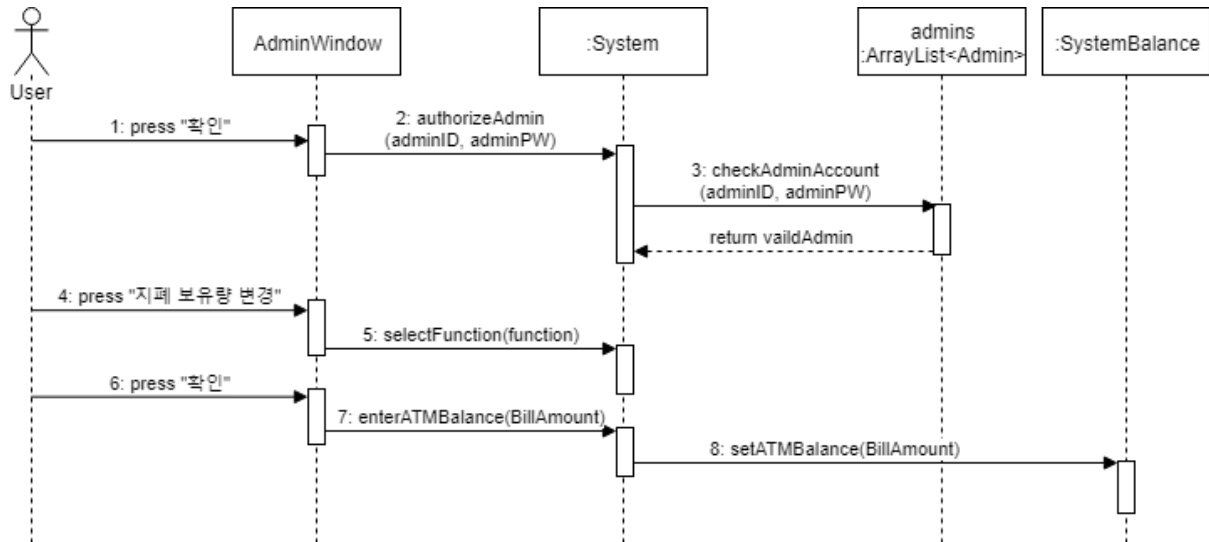 User
AdminWindow
:System
admins
:ArrayList<Admin>
:SystemBalance
1: press "확인"
2: authorizeAdmin
(adminID, adminPW)
3: checkAdminAccount
(adminID, adminPW)
return vaildAdmin
4: press "지폐 보유량 변경"
5: selectFunction(function)
6: press "확인"
7: enterATMBalance(BillAmount)
8: setATMBalance(BillAmount)